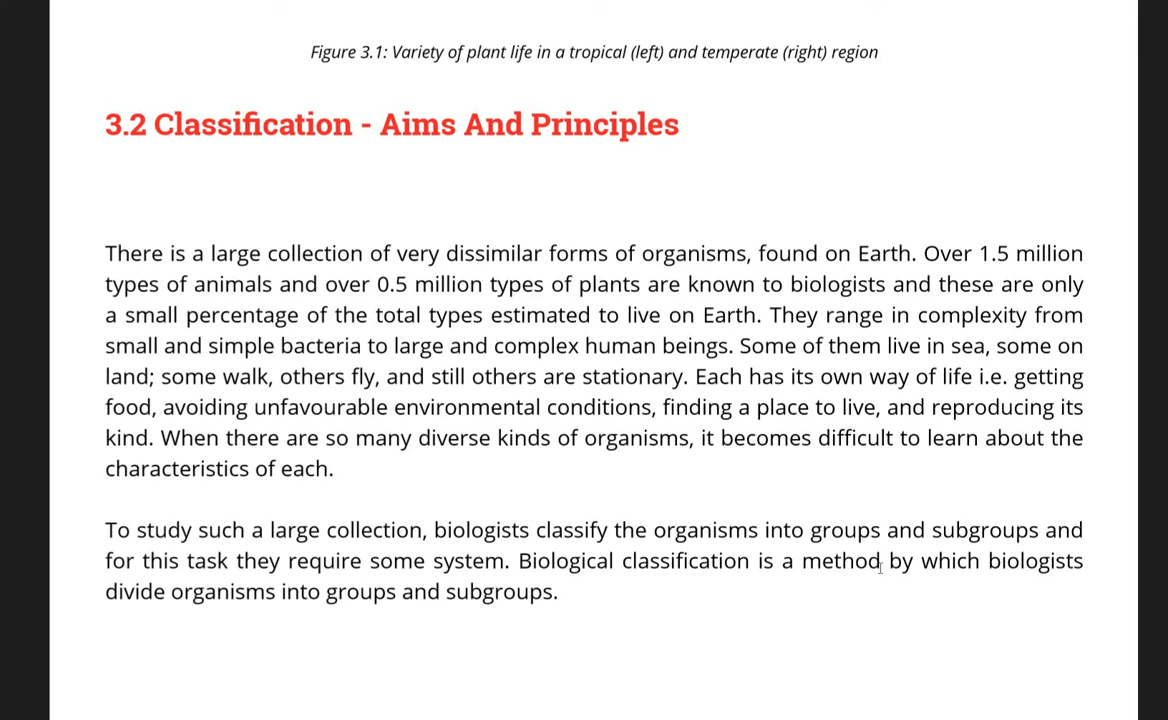 Figure 3.1: Variety of plant life in a tropical (left) and temperate (right) region
3.2 Classification - Aims And Principles
There is a large collection of very dissimilar forms of organisms, found on Earth. Over 1.5 million
types of animals and over 0.5 million types of plants are known to biologists and these are only
a small percentage of the total types estimated to live on Earth. They range in complexity from
small and simple bacteria to large and complex human beings. Some of them live in sea, some on
land; some walk, others fly, and still others are stationary. Each has its own way of life i.e. getting
food, avoiding unfavourable environmental conditions, finding a place to live, and reproducing its
kind. When there are so many diverse kinds of organisms, it becomes difficult to learn about the
characteristics of each.
To study such a large collection, biologists classify the organisms into groups and subgroups and
for this task they require some system. Biological classification is a method by which biologists
divide organisms into groups and subgroups.